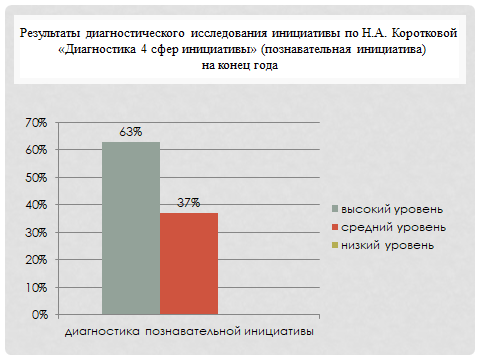 Результаты диагностического исследования инициативы по Н.А. Коротковой
«Диагностика 4 сфер инициативы» (познавательная инициатива)
на конец года
70%
60%
50%
40%
30%
20%
10%
0%
63%
37%
диагностика познавательной инициативы
высокий уровень
средний уровень
низкий уровень